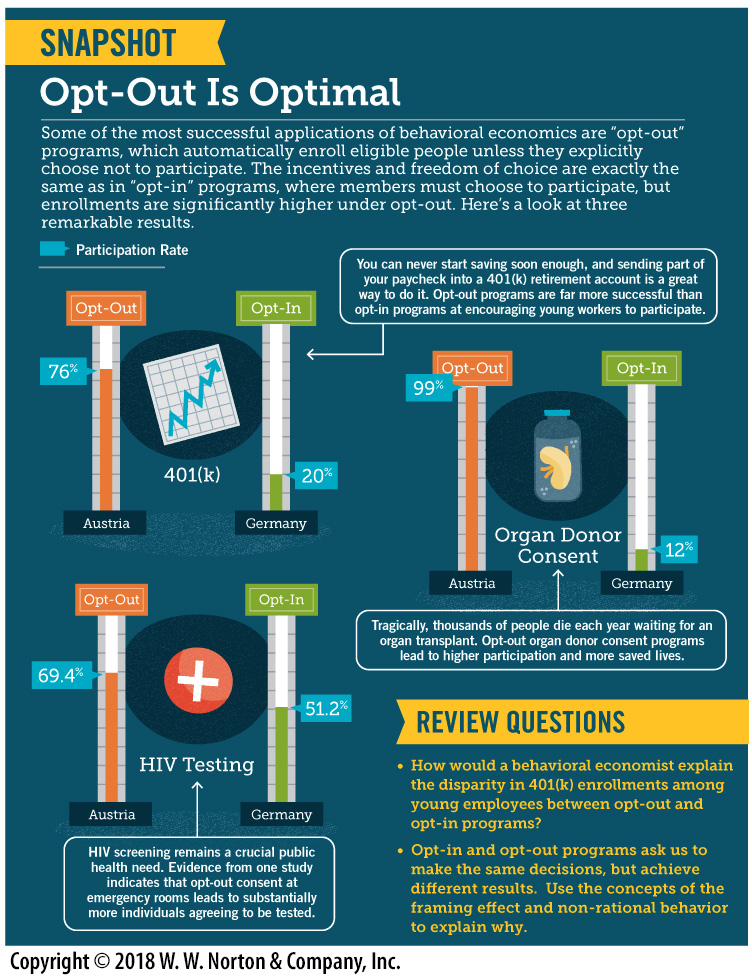 SNAPSHOT
Opt-Out Is Optimal
Some of the most successful applications of behavioral economics are “opt-out”
programs, which automatically enroll eligible people unless they explicitly
choose not to participate. The incentives and freedom of choice are exactly the
same as in “opt-in” programs, where members must choose to participate, but
enrollments are significantly higher under opt-out. Here’s a look at three
remarkable results.
Participation Rate
You can never start saving soon enough, and sending part of
your paycheck into a 401(k) retirement account is a great
way to do it. Opt-out programs are far more successful than
opt-in programs at encouraging young workers to participate.
Opt-Out
Opt-In
76%
20%
401(k)
Austria
Germany
Opt-Out
Opt-In
99%
12%
Organ Donor
Consent
Austria
Germany
Tragically, thousands of people die each year waiting for an
organ transplant. Opt-out organ donor consent programs
lead to higher participation and more saved lives.
Opt-Out
Opt-In
69.4%
51.2%
HIV Testing
Austria
Germany
HIV screening remains a crucial public
health need. Evidence from one study
indicates that opt-out consent at
emergency rooms leads to substantially
more individuals agreeing to be tested.
REVIEW QUESTIONS
• How would a behavioral economist explain
the disparity in 401(k) enrollments among
young employees between opt-out and
opt-in programs?
• Opt-in and opt-out programs ask us to
make the same decisions, but achieve
different results. Use the concepts of the
framing effect and non-rational behavior
to explain why.
Copyright © 2018 W. W. Norton & Company, Inc.